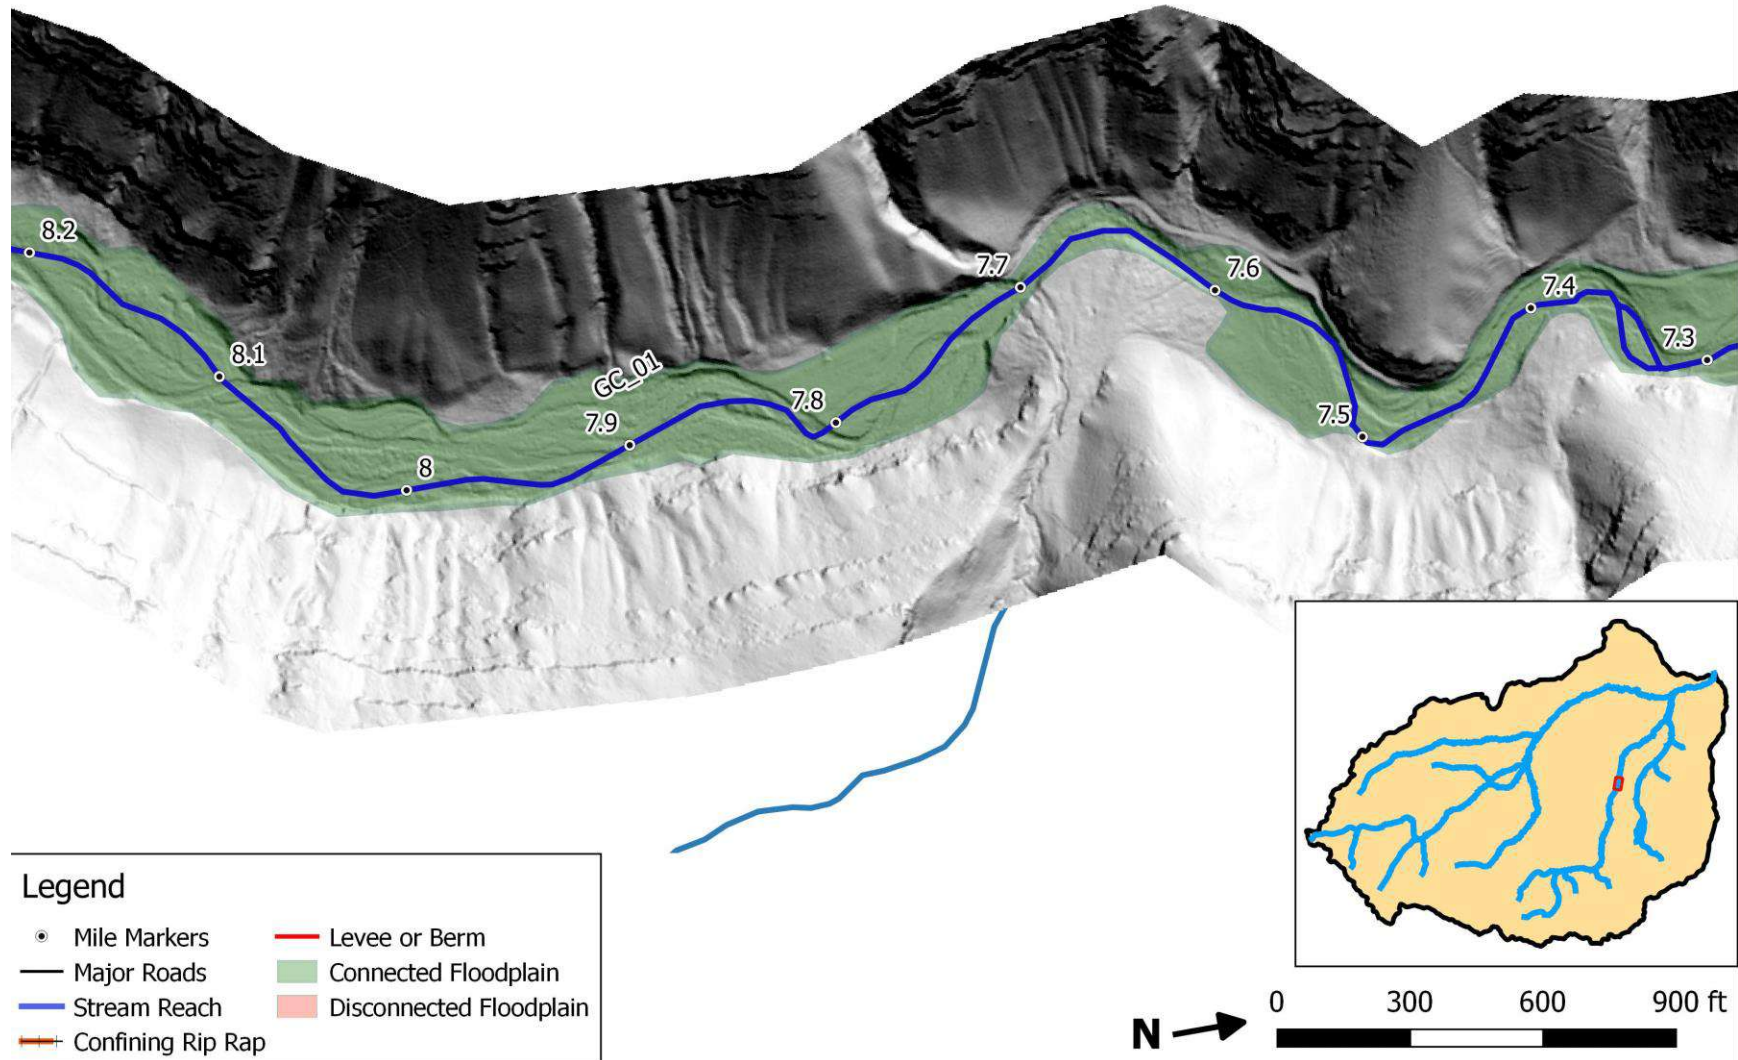 8.2
8.1
8
GC_01
7.9
7.8
7.7
7.6
7.5
7.4
7.3
Legend
Mile Markers
Major Roads
Stream Reach
Confining Rip Rap
Levee or Berm
Connected Floodplain
Disconnected Floodplain
N
0 300 600 900 ft